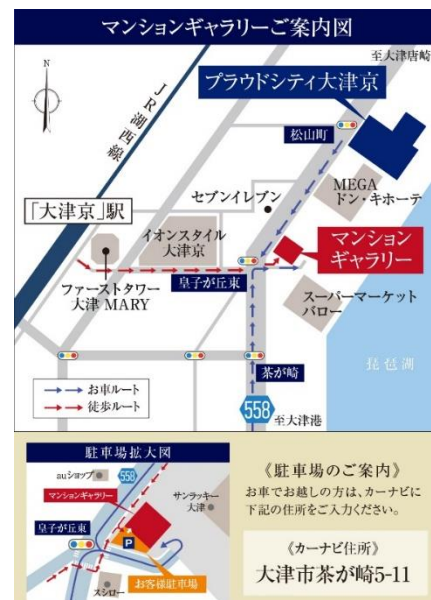 マンションギャラリーご案内図
至大津唐崎
N
JR湖西線
プラウドシティ大津京
松山町
MEGA
ドン・キホーテ
セブンイレブン
「大津京」駅
イオンスタイル
大津京
マンション
ギャラリー
皇子が丘東
ファーストタワー
大津 MARY
スーパーマーケット
バロー
琵琶湖
茶が崎
お車ルート
徒歩ルート
558
至大津港
駐車場拡大図
auショップ
558
マンションギャラリー
サンラッキー
大津
皇子が丘東
P
お客様駐車場
スシロー
《駐車場のご案内》
お車でお越しの方は、カーナビに
下記の住所をご入力ください。
《カーナビ住所》
大津市茶が崎5-11